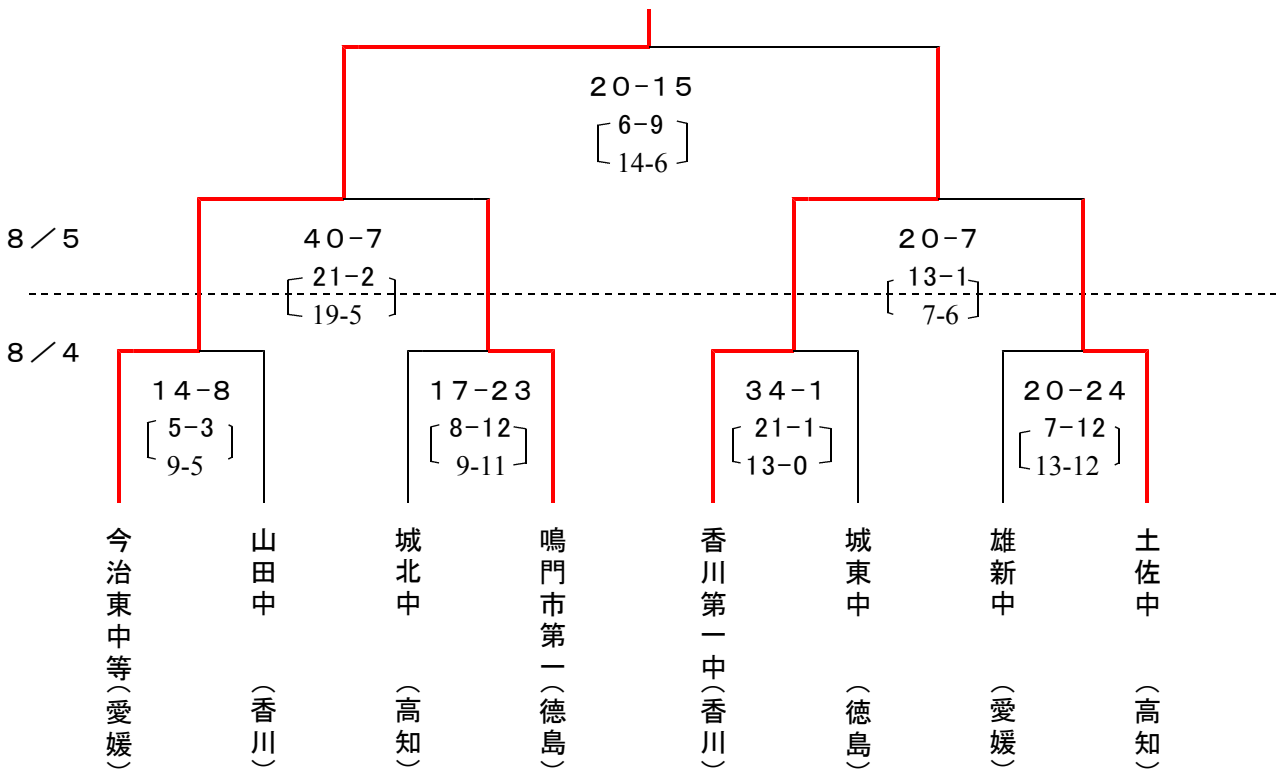 20-15
6-9
14-6
8/5
40-7
21-2
19-5
20-7
13-1
7-6
8/4
14-8
5-3
9-5
17-23
8-12
9-11
34-1
21-1
13-0
20-24
7-12
13-12
今治東中等(愛媛)
山田中(香川)
城北中(高知)
鳴門市第一(徳島)
香川第一中(香川)
城東中(徳島)
雄新中(愛媛)
土佐中(高知)